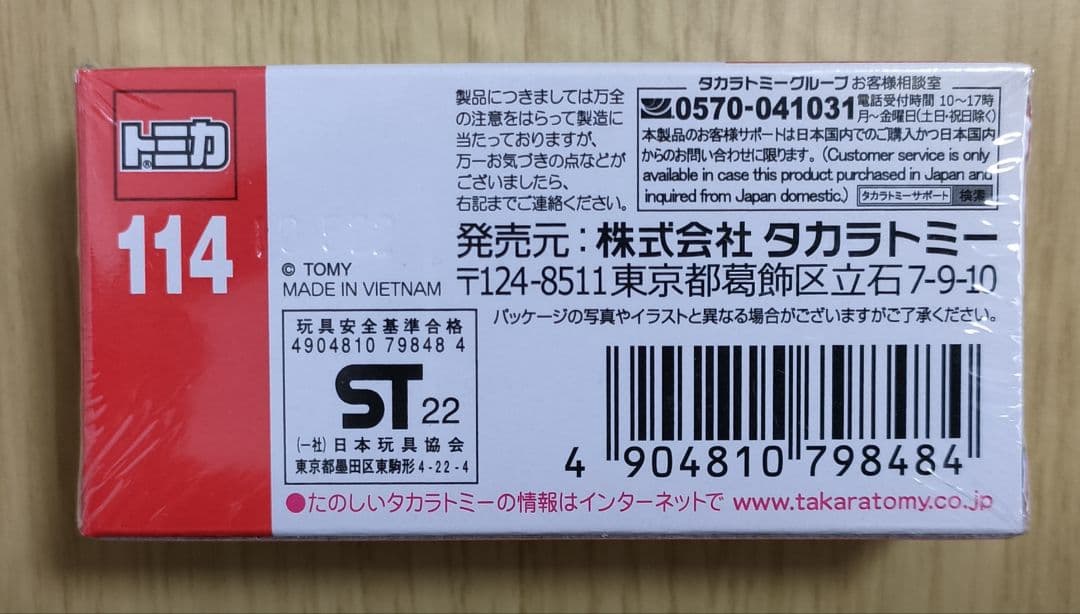 トミカ®
114
製品につきましては万全
の注意をはらって製造に
当たっておりますが、
万一お気づきの点などが
ございましたら、
右記までご連絡ください。
タカラトミーグループ お客様相談室
0570-041031 電話受付時間 10〜17時
月〜金曜日(土日・祝日除く)
本製品のお客様サポートは日本国内でのご購入かつ日本国内
からのお問い合わせに限ります。(Customer service is only
available in case this product purchased in Japan and
inquired from Japan domestic.) タカラトミーサポート 検索
発売元：株式会社 タカラトミー
〒124-8511 東京都葛飾区立石7-9-10
© TOMY
MADE IN VIETNAM
パッケージの写真やイラストと異なる場合がございますがご了承ください。
玩具安全基準合格
4904810 79848 4
ST 22
(一社)日本玩具協会
東京都墨田区東駒形4-22-4
4 904810 798484
●たのしいタカラトミーの情報はインターネットで www.takaratomy.co.jp